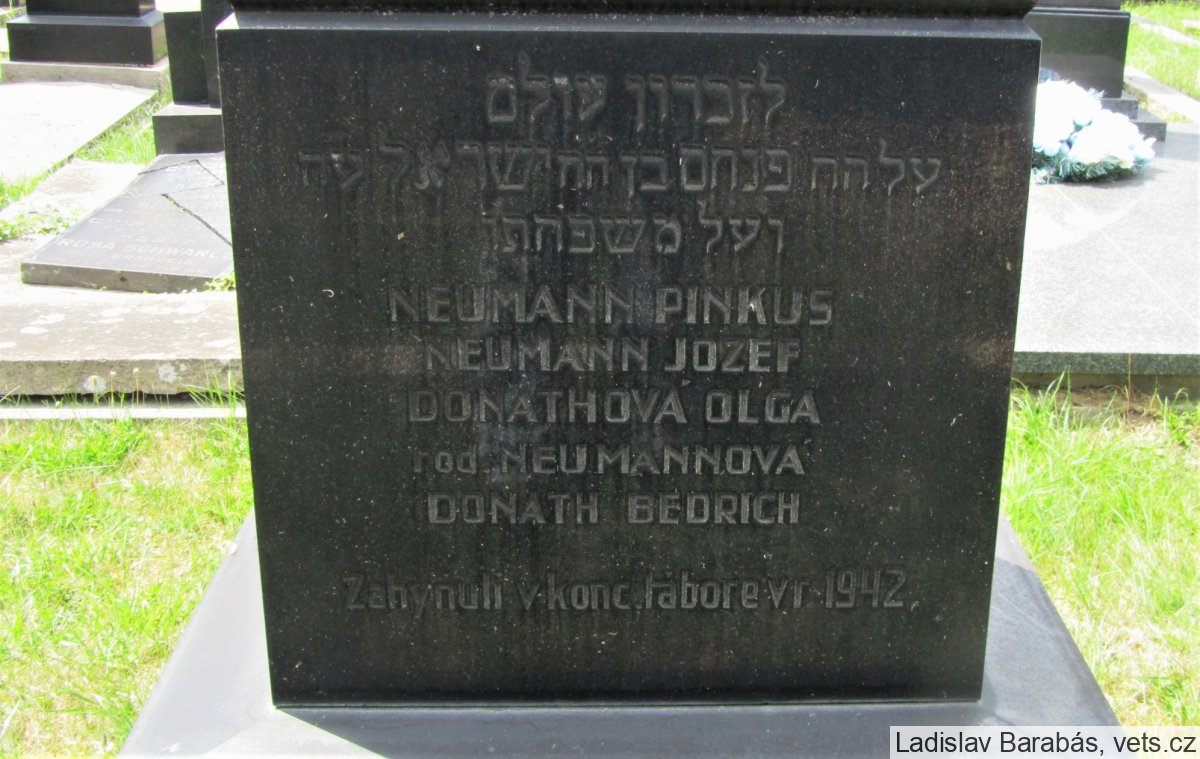 לזכרון עולם
על הח פנחס בן הח ישראל ע״ה
ועל משפחתו
NEUMANN PINKUS
NEUMANN JOZEF
DONATHOVÁ OLGA
rod. NEUMANNOVÁ
DONATH BEDRICH
Zahynuli v konc. tábore v r. 1942.
ROSA
Ladislav Barabás, vets.cz